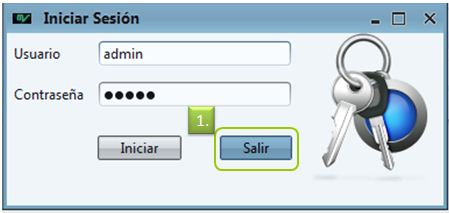 Iniciar Sesión
Usuario admin
Contraseña ●●●●●
1.
Iniciar Salir